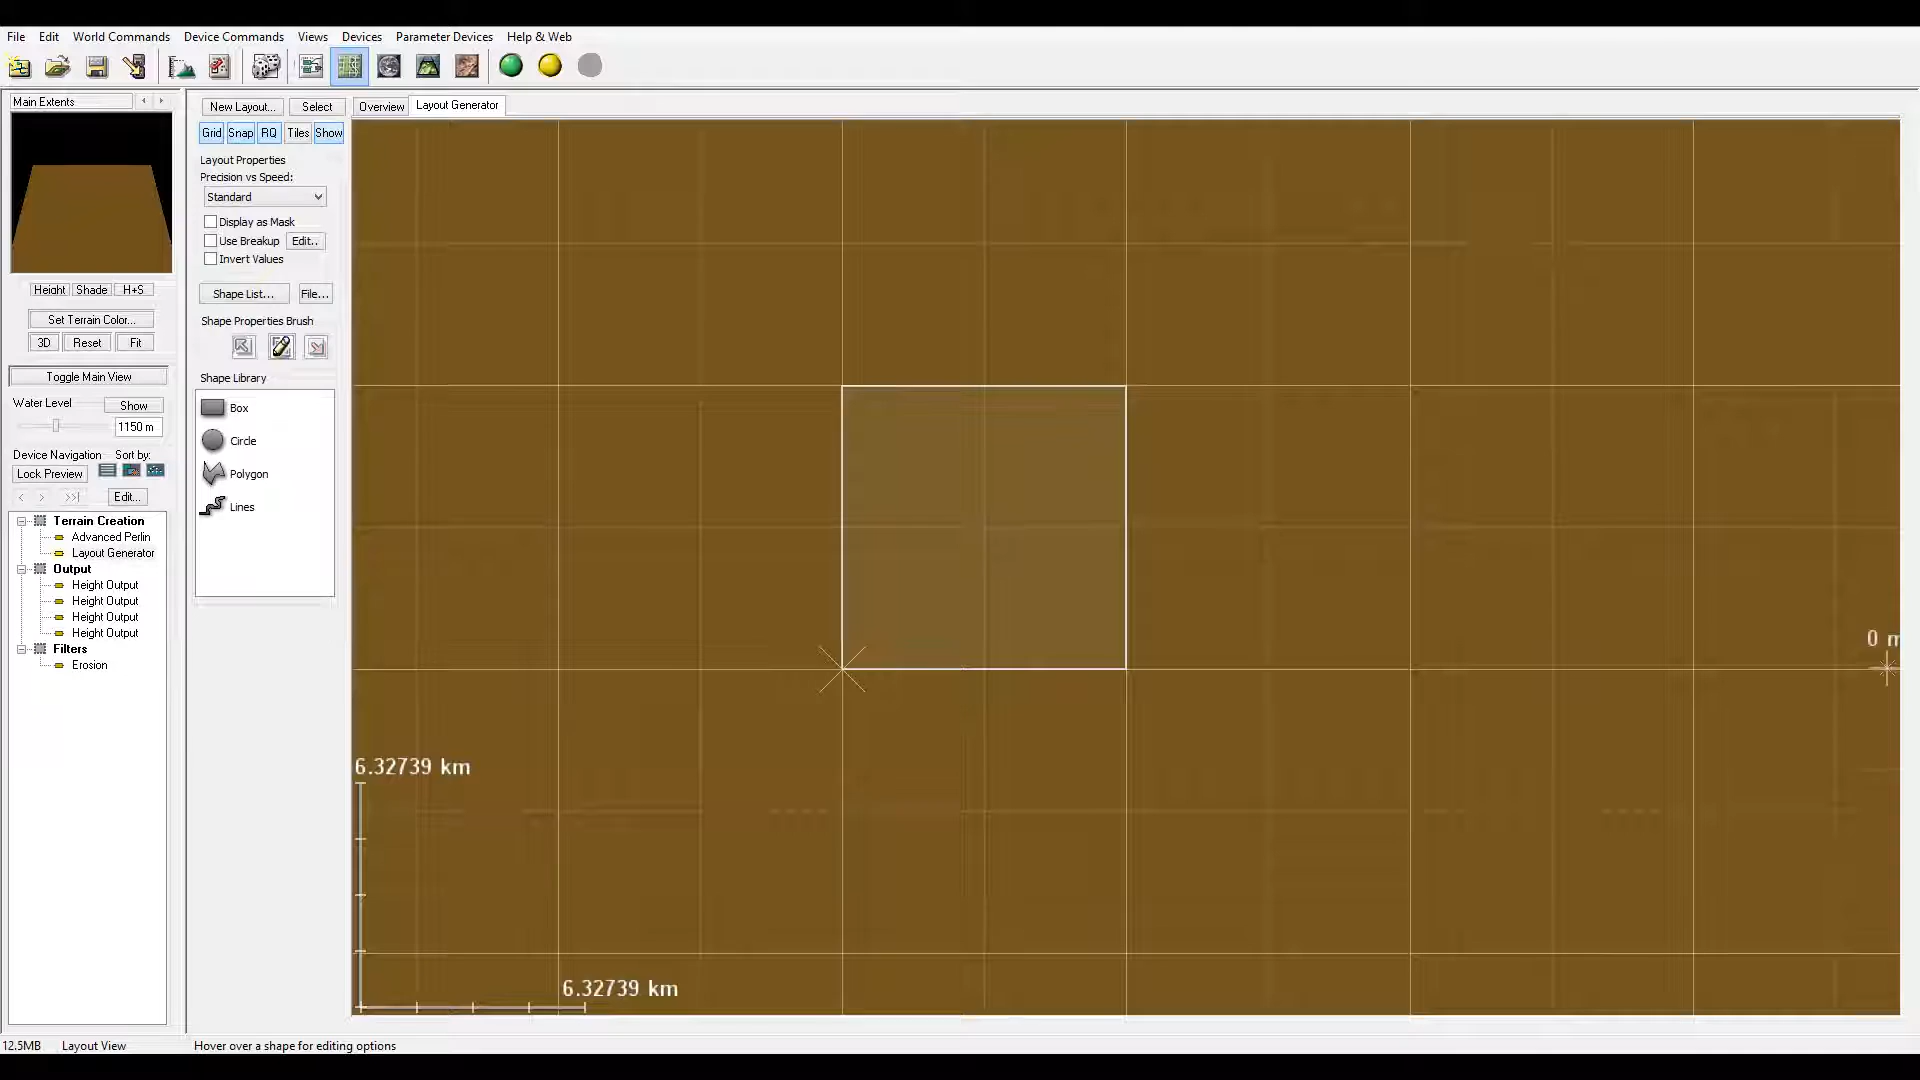 File Edit World Commands Device Commands Views Devices Parameter Devices Help & Web
Main Extents
New Layout... Select Overview Layout Generator
Grid Snap RQ Tiles Show
Layout Properties
Precision vs Speed:
Standard
Display as Mask
Use Breakup Edit..
Invert Values
Shape List... File...
Shape Properties Brush
Shape Library
Box
Circle
Polygon
Lines
Height Shade H+S
Set Terrain Color...
3D Reset Fit
Toggle Main View
Water Level Show
1150 m
Device Navigation Sort by:
Lock Preview
< > >>| Edit...
Terrain Creation
Advanced Perlin
Layout Generator
Output
Height Output
Height Output
Height Output
Height Output
Filters
Erosion
0 m
6.32739 km
6.32739 km
12.5MB Layout View Hover over a shape for editing options